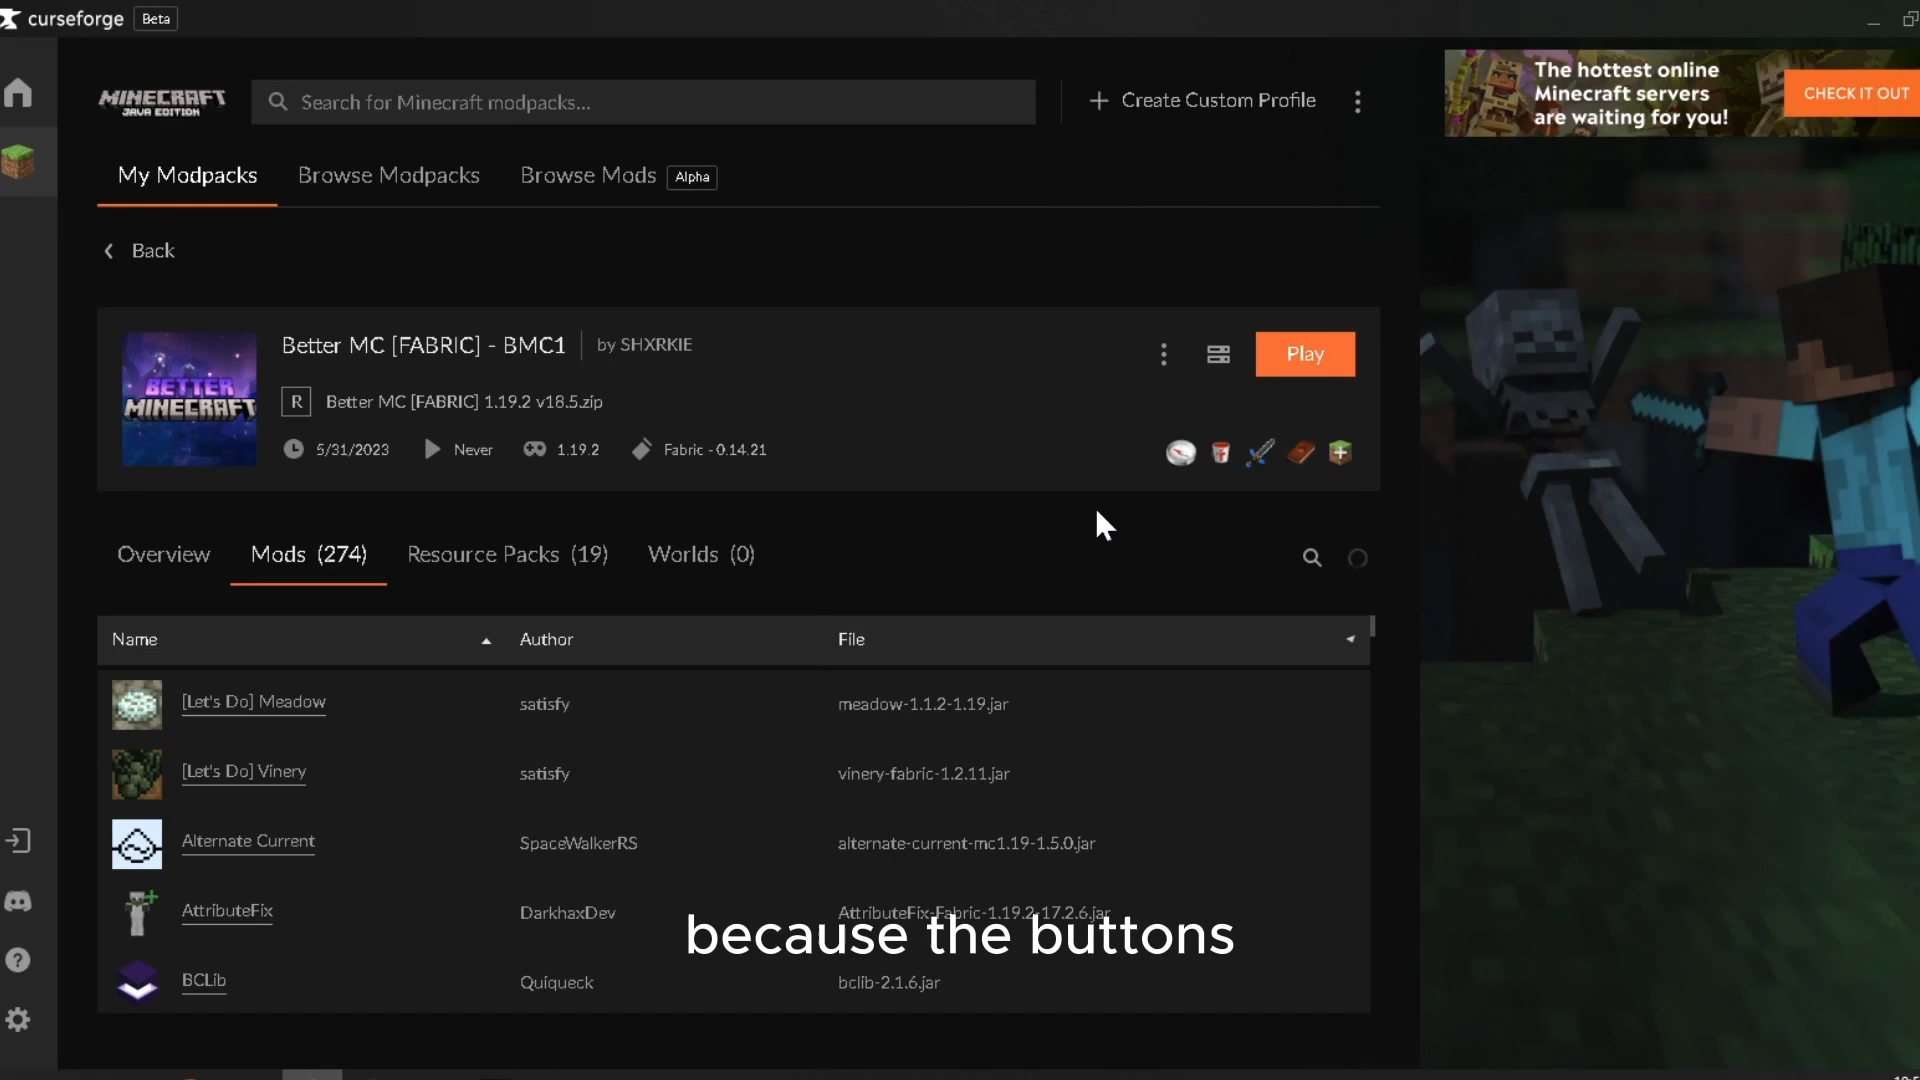 curseforge Beta
MINECRAFT
JAVA EDITION
Search for Minecraft modpacks...
Create Custom Profile
The hottest online
Minecraft servers
are waiting for you!
CHECK IT OUT
My Modpacks
Browse Modpacks
Browse Mods Alpha
Back
BETTER
MINECRAFT
Better MC [FABRIC] - BMC1 by SHXRKIE
R Better MC [FABRIC] 1.19.2 v18.5.zip
5/31/2023 Never 1.19.2 Fabric - 0.14.21
Play
Overview Mods (274) Resource Packs (19) Worlds (0)
Name Author File
[Let's Do] Meadow satisfy meadow-1.1.2-1.19.jar
[Let's Do] Vinery satisfy vinery-fabric-1.2.11.jar
Alternate Current SpaceWalkerRS alternate-current-mc1.19-1.5.0.jar
AttributeFix DarkhaxDev AttributeFix-Fabric-1.19.2-17.2.6.jar
because the buttons
BCLib Quiqueck bclib-2.1.6.jar